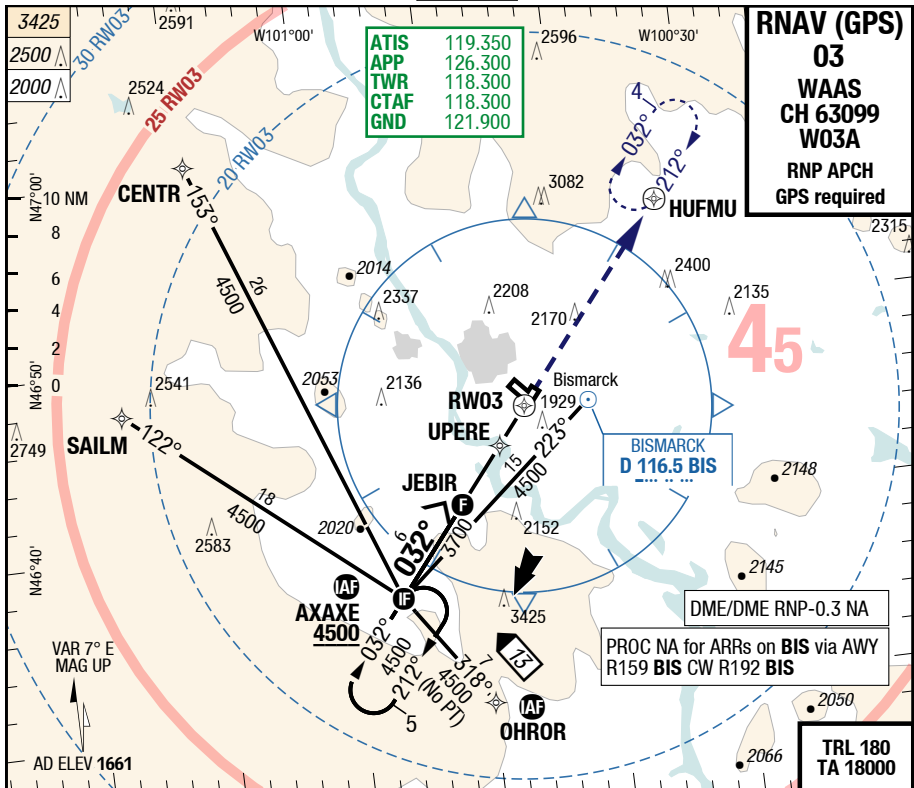 3425
2500
2000
2591
30 RW03
25 RW03
20 RW03
2524
W101°00'
W100°30'
ATIS 119.350
APP 126.300
TWR 118.300
CTAF 118.300
GND 121.900
2596
RNAV (GPS)
03
WAAS
CH 63099
W03A
RNP APCH
GPS required
4
032°
212°
HUFMU
3082
CENTR
153°
26
4500
N47°00'
10 NM
8
6
4
2
0
N46°50'
N46°40'
2315
2014
2337
2208
2170
2400
2135
45
2053
2136
2541
2749
SAILM
122°
18
4500
2583
2020
RW03
1929
Bismarck
UPERE
223°
15
4500
BISMARCK
D 116.5 BIS
JEBIR
F
6
032°
3700
2152
2148
2145
3425
IAF
IF
AXAXE
4500
032°
4500
212°
5
318°
7
4500
(No PT)
13
IAF
OHROR
DME/DME RNP-0.3 NA
PROC NA for ARRs on BIS via AWY
R159 BIS CW R192 BIS
2050
2066
VAR 7° E
MAG UP
AD ELEV 1661
TRL 180
TA 18000